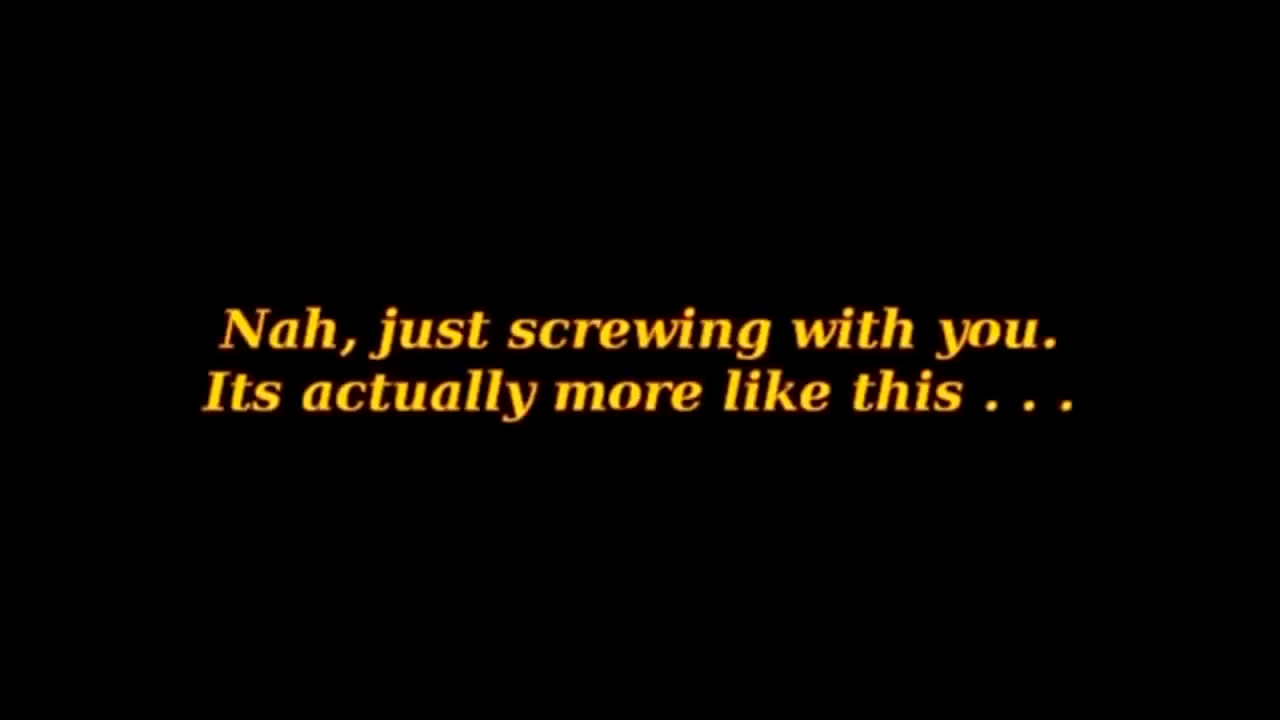 Nah, just screwing with you.
Its actually more like this . . .